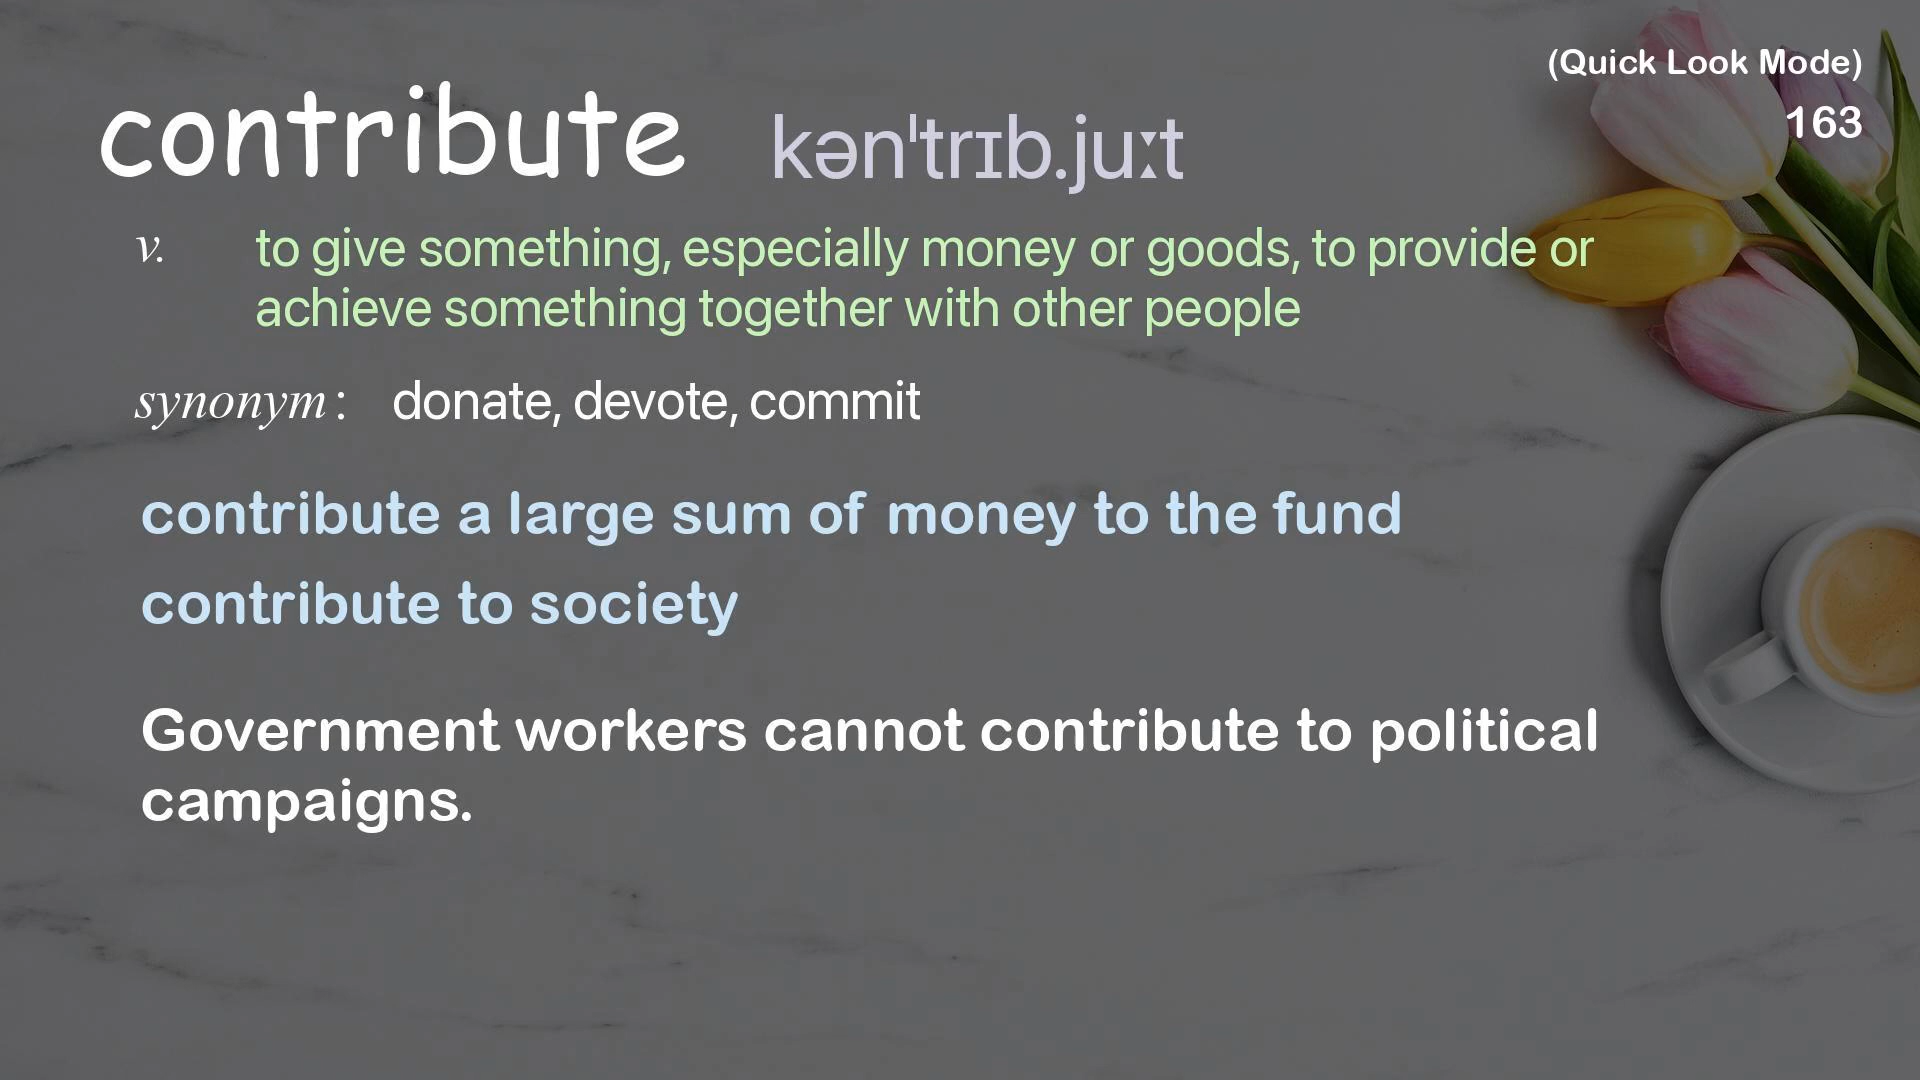 (Quick Look Mode)
contribute kən'trɪb.juːt
163
v. to give something, especially money or goods, to provide or
achieve something together with other people
synonym: donate, devote, commit
contribute a large sum of money to the fund
contribute to society
Government workers cannot contribute to political
campaigns.